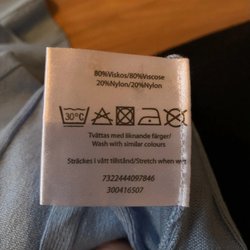 80%Viskos/80%Viscose
20%Nylon/20%Nylon
30°C
Tvättas med liknande färger/
Wash with similar colours
Sträckes i vått tillstånd/Stretch when wet
7322444097846
300416507